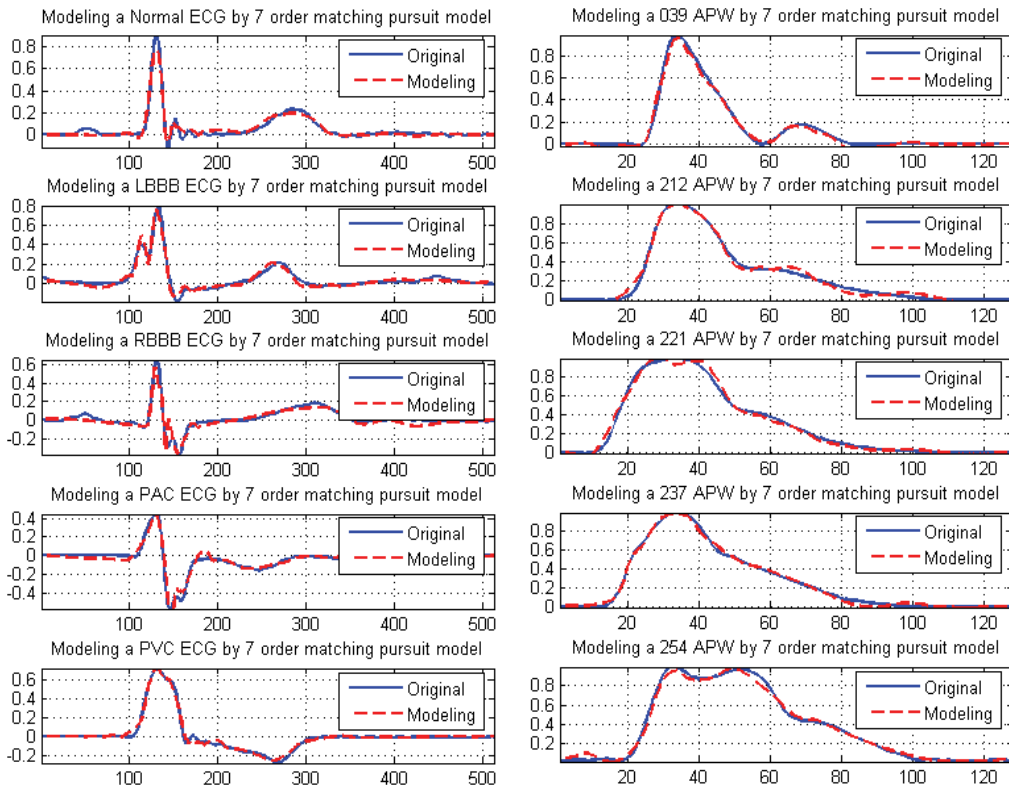 Modeling a Normal ECG by 7 order matching pursuit model
0.8
0.6
0.4
0.2
0
100 200 300 400 500
Original
Modeling
Modeling a LBBB ECG by 7 order matching pursuit model
0.8
0.6
0.4
0.2
0
100 200 300 400 500
Original
Modeling
Modeling a RBBB ECG by 7 order matching pursuit model
0.6
0.4
0.2
0
-0.2
100 200 300 400 500
Original
Modeling
Modeling a PAC ECG by 7 order matching pursuit model
0.4
0.2
0
-0.2
-0.4
100 200 300 400 500
Original
Modeling
Modeling a PVC ECG by 7 order matching pursuit model
0.6
0.4
0.2
0
-0.2
100 200 300 400 500
Original
Modeling
Modeling a 039 APW by 7 order matching pursuit model
0.8
0.6
0.4
0.2
0
20 40 60 80 100 120
Original
Modeling
Modeling a 212 APW by 7 order matching pursuit model
0.8
0.6
0.4
0.2
0
20 40 60 80 100 120
Original
Modeling
Modeling a 221 APW by 7 order matching pursuit model
0.8
0.6
0.4
0.2
0
20 40 60 80 100 120
Original
Modeling
Modeling a 237 APW by 7 order matching pursuit model
0.8
0.6
0.4
0.2
0
20 40 60 80 100 120
Original
Modeling
Modeling a 254 APW by 7 order matching pursuit model
0.8
0.6
0.4
0.2
20 40 60 80 100 120
Original
Modeling